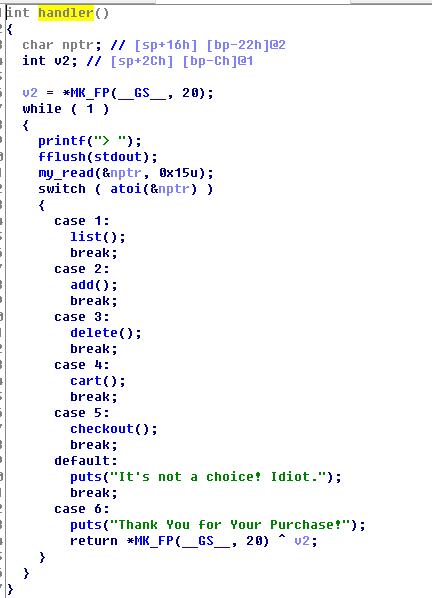 int handler()
{
  char nptr; // [sp+16h] [bp-22h]@2
  int v2; // [sp+2Ch] [bp-Ch]@1

  v2 = *MK_FP(__GS__, 20);
  while ( 1 )
  {
    printf("> ");
    fflush(stdout);
    my_read(&nptr, 0x15u);
    switch ( atoi(&nptr) )
    {
      case 1:
        list();
        break;
      case 2:
        add();
        break;
      case 3:
        delete();
        break;
      case 4:
        cart();
        break;
      case 5:
        checkout();
        break;
      default:
        puts("It's not a choice! Idiot.");
        break;
      case 6:
        puts("Thank You for Your Purchase!");
        return *MK_FP(__GS__, 20) ^ v2;
    }
  }
}